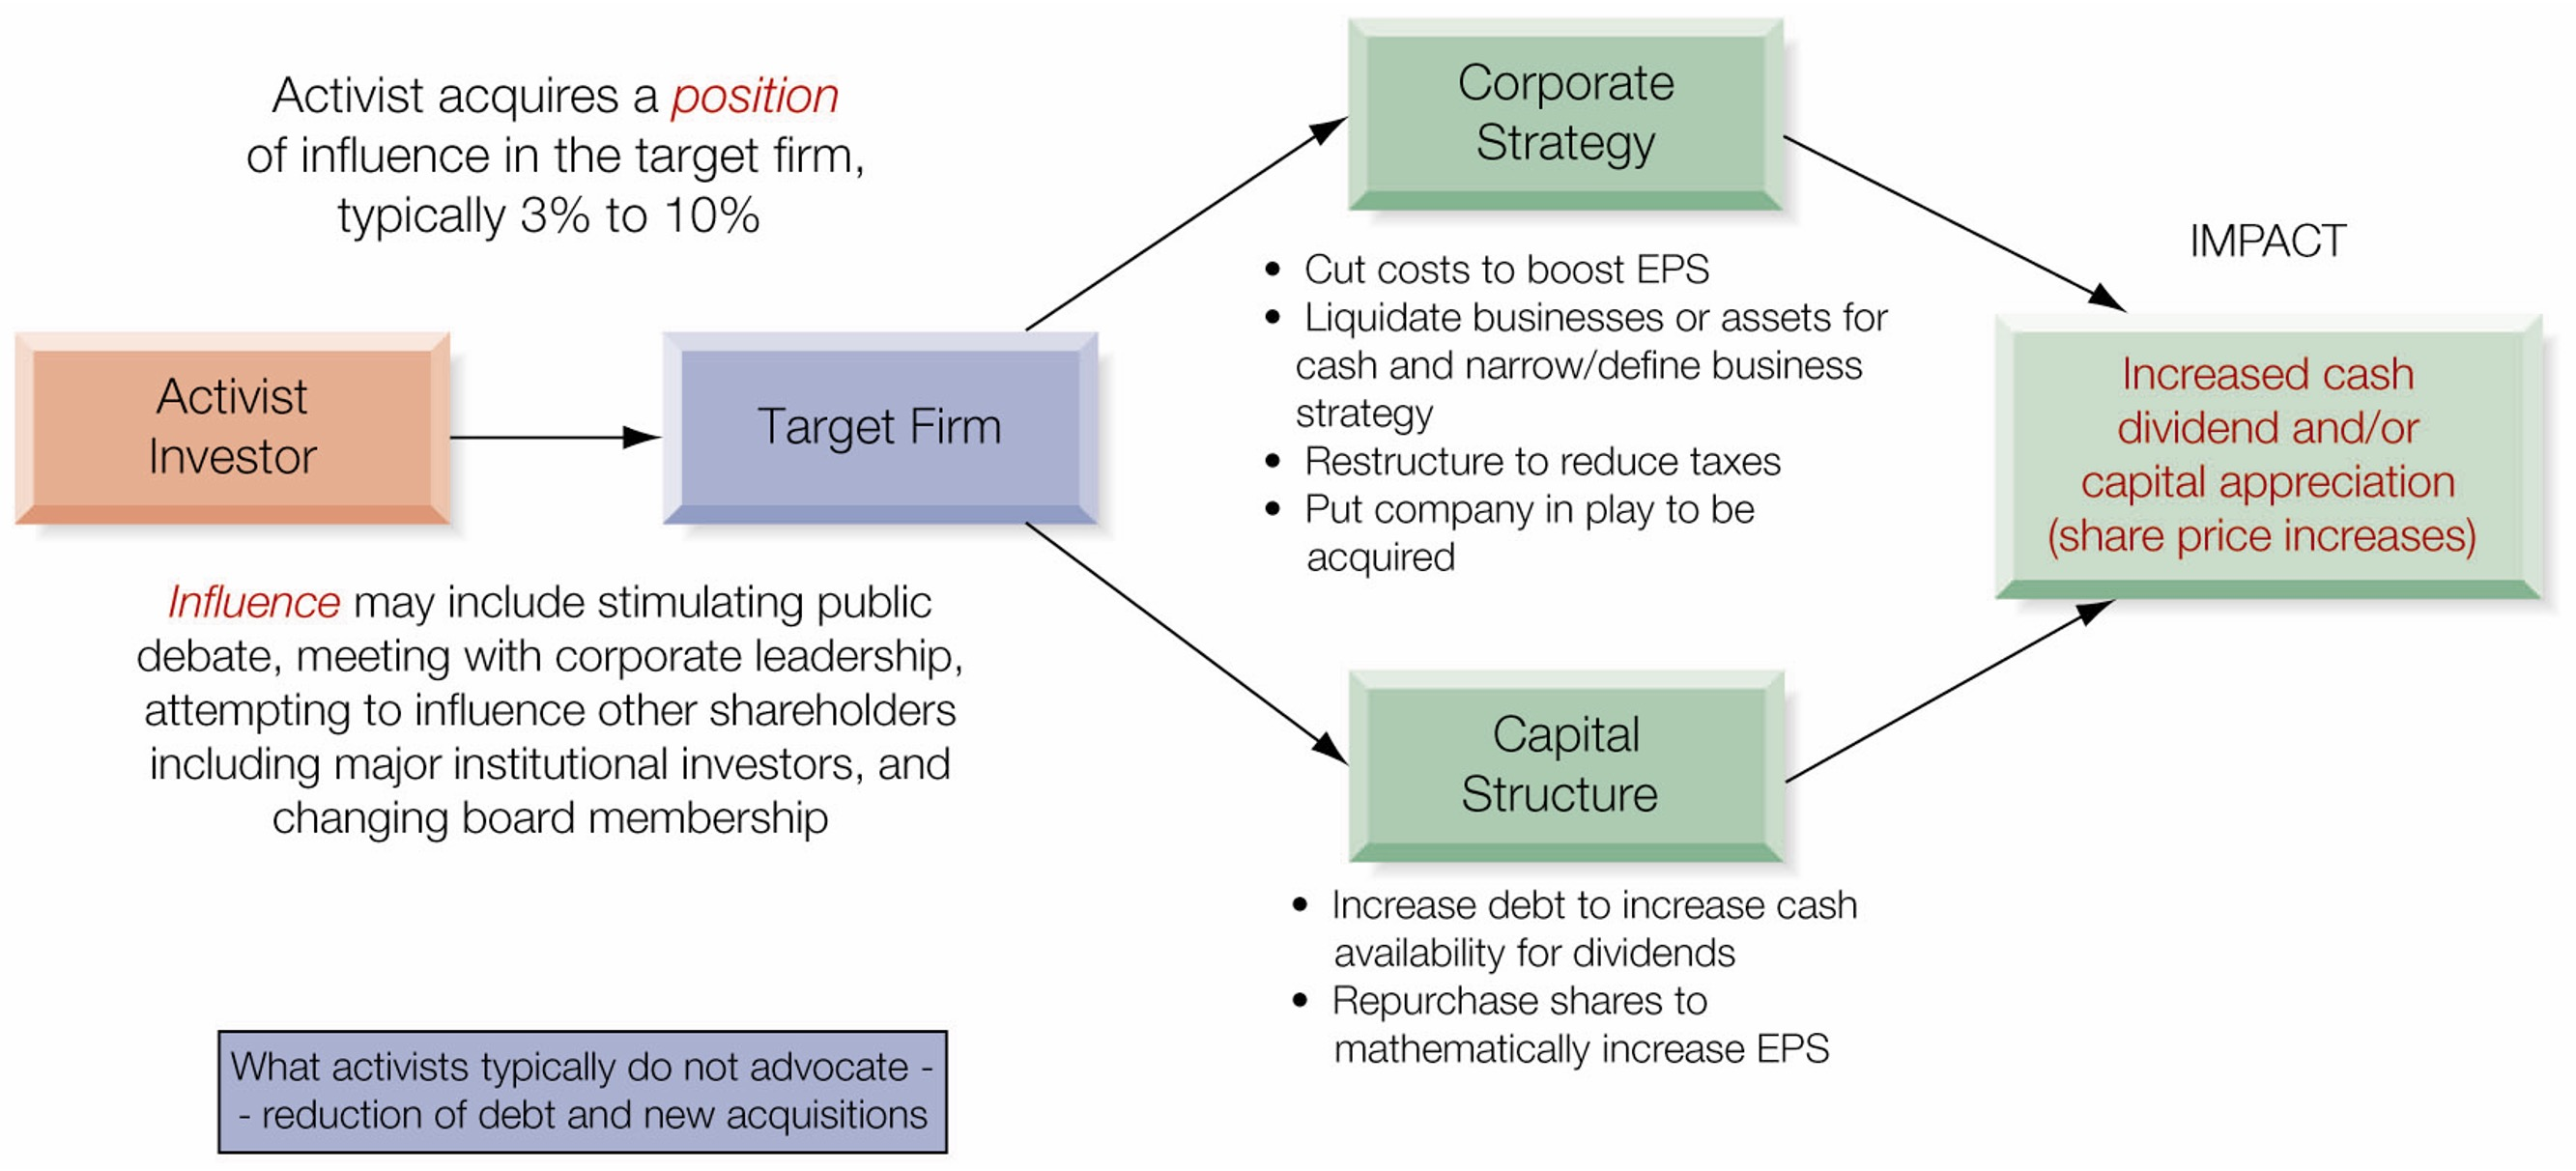 Activist acquires a position
of influence in the target firm,
typically 3% to 10%
Activist
Investor
Influence may include stimulating public
debate, meeting with corporate leadership,
attempting to influence other shareholders
including major institutional investors, and
changing board membership
Target Firm
Corporate
Strategy
• Cut costs to boost EPS
• Liquidate businesses or assets for
cash and narrow/define business
strategy
• Restructure to reduce taxes
• Put company in play to be
acquired
Capital
Structure
• Increase debt to increase cash
availability for dividends
• Repurchase shares to
mathematically increase EPS
IMPACT
Increased cash
dividend and/or
capital appreciation
(share price increases)
What activists typically do not advocate -
- reduction of debt and new acquisitions